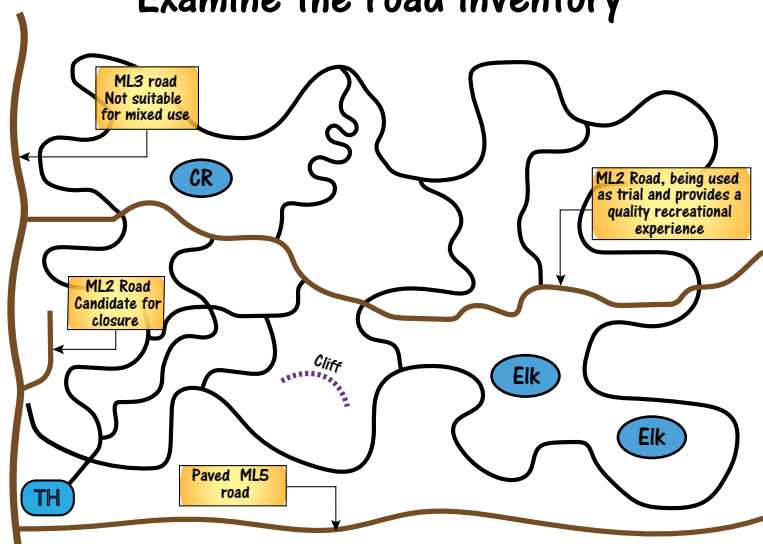 Examine the road inventory
ML3 road
Not suitable
for mixed use
CR
ML2 Road, being used
as trial and provides a
quality recreational
experience
ML2 Road
Candidate for
closure
Cliff
Elk
Elk
Paved ML5
road
TH